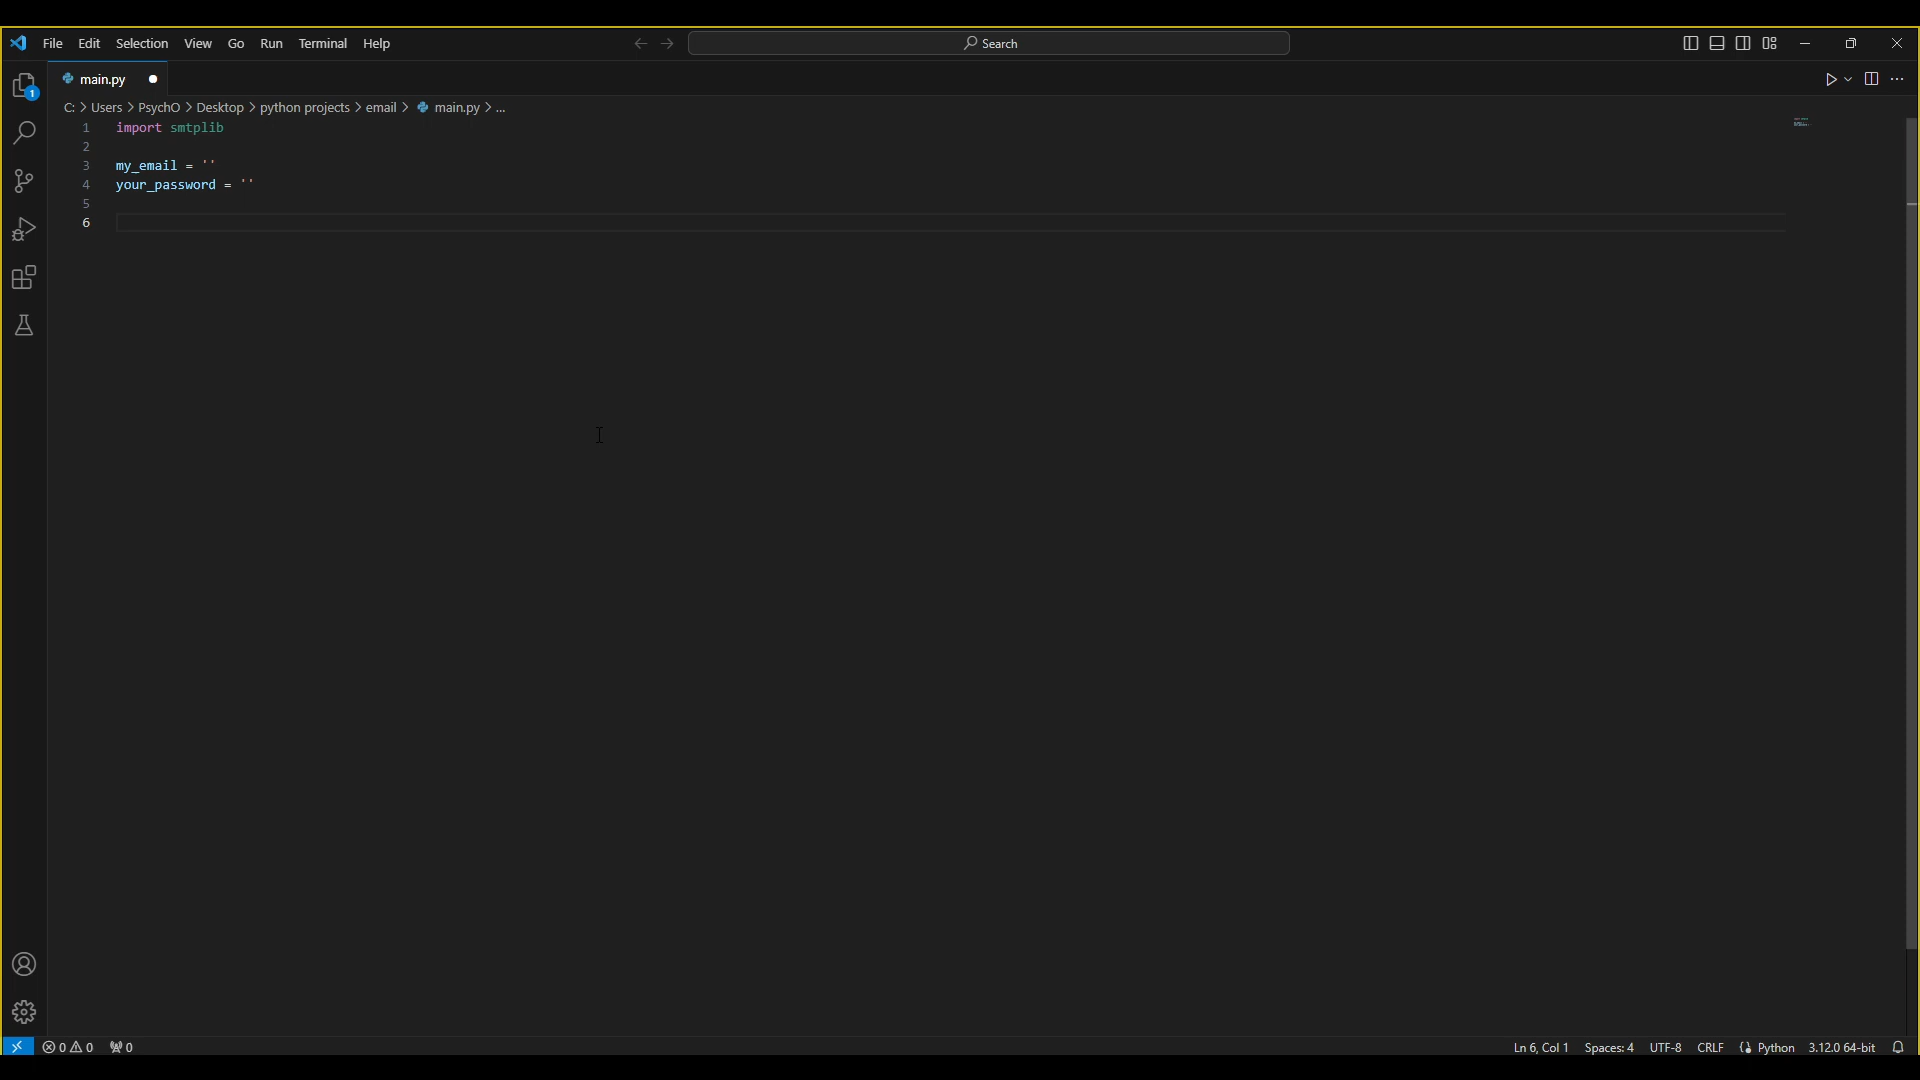 File Edit Selection View Go Run Terminal Help
Search
main.py
1
C: > Users > PsychO > Desktop > python projects > email > main.py > ...
1 import smtplib
2
3 my_email = ''
4 your_password = ''
5
6
0 0 0
Ln 6, Col 1 Spaces: 4 UTF-8 CRLF Python 3.12.0 64-bit